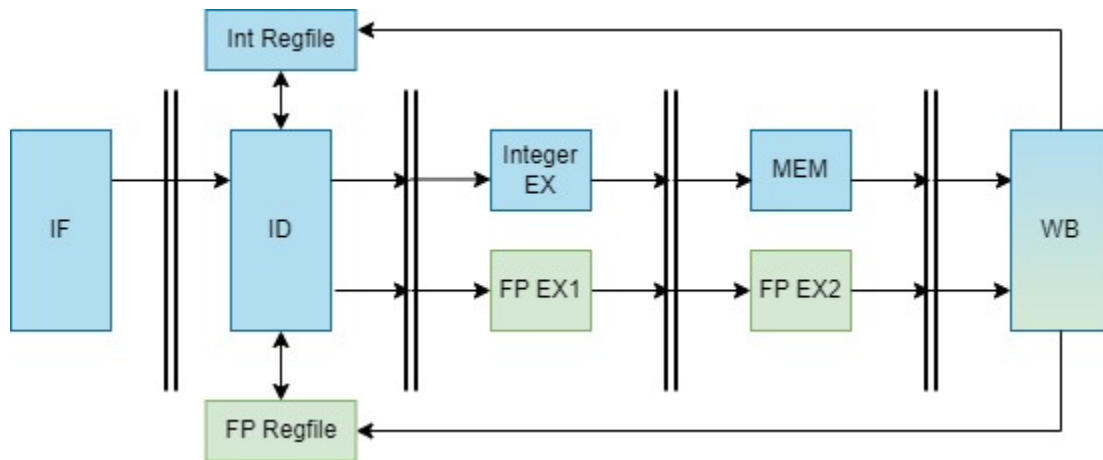 Int Regfile
IF
ID
Integer
EX
MEM
WB
FP EX1
FP EX2
FP Regfile